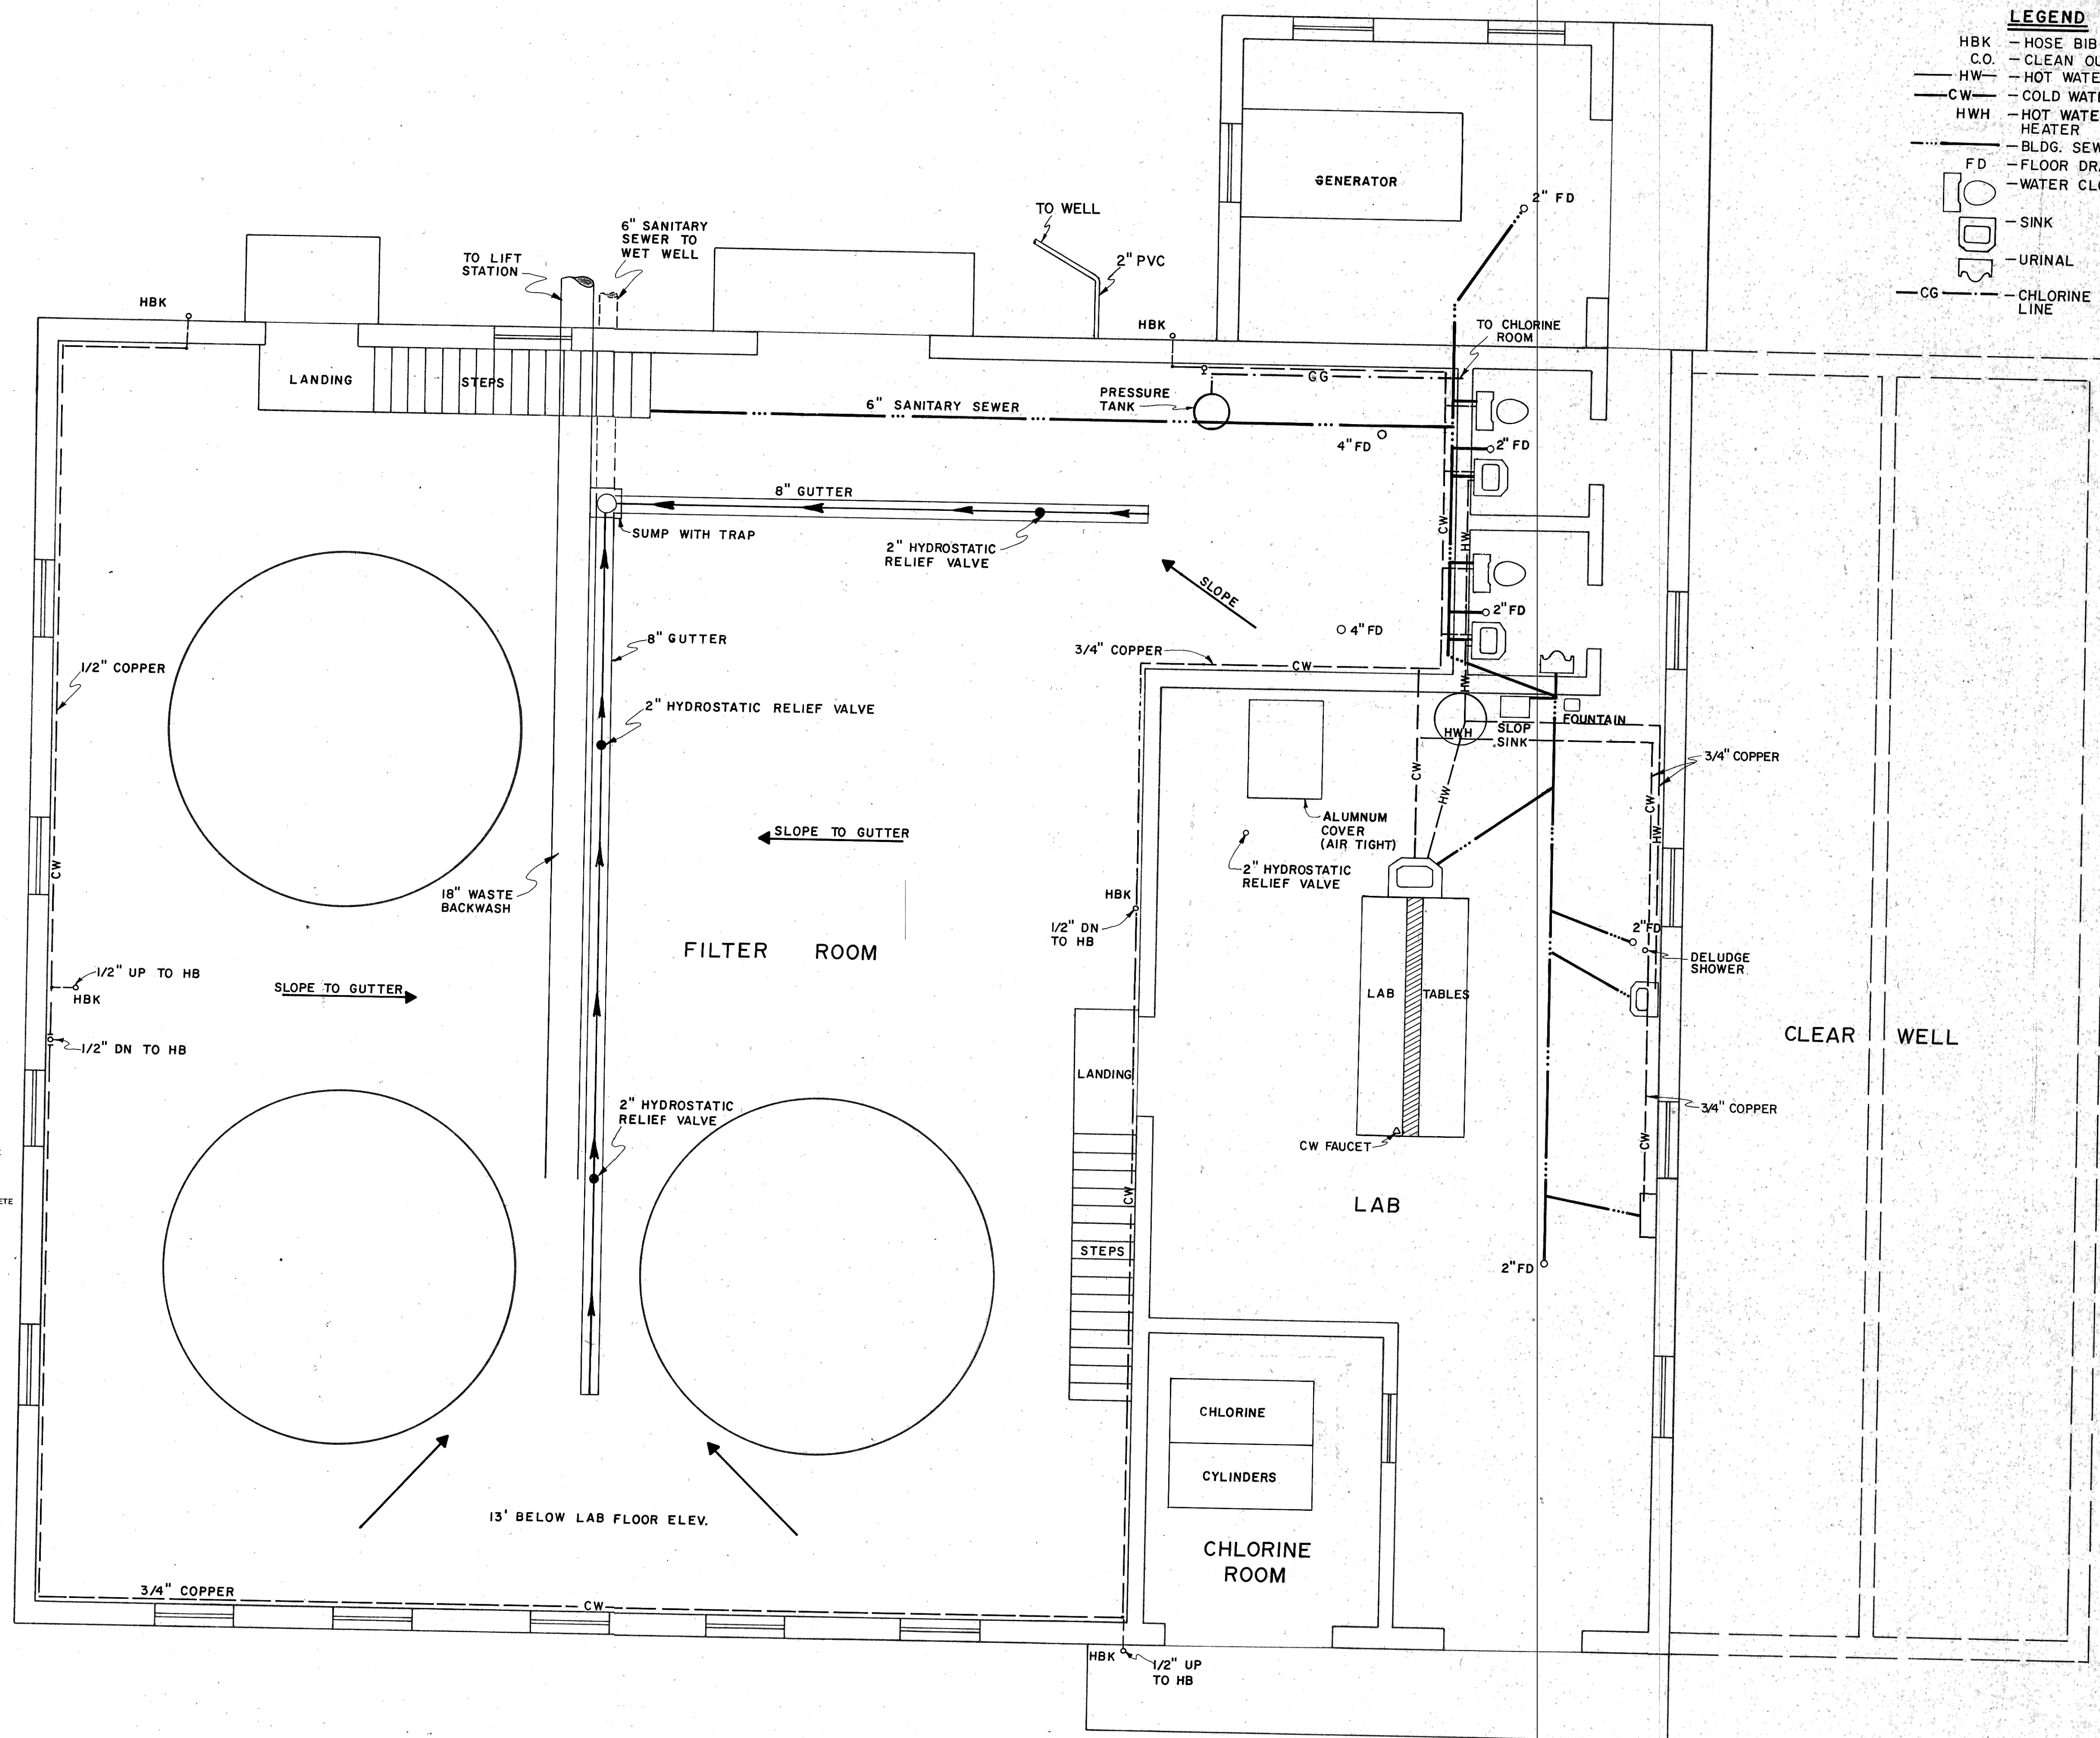 LEGEND
HBK — HOSE BIB
C.O. — CLEAN OU
HW — HOT WATE
CW — COLD WAT
HWH — HOT WATE
HEATER
— BLDG. SEW
FD — FLOOR DR
— WATER CL
— SINK
— URINAL
CG — CHLORINE
LINE
GENERATOR
2" FD
TO WELL
2" PVC
6" SANITARY
SEWER TO
WET WELL
TO LIFT
STATION
HBK
HBK
TO CHLORINE
ROOM
LANDING
STEPS
CG
PRESSURE
TANK
6" SANITARY SEWER
4" FD
2" FD
8" GUTTER
SUMP WITH TRAP
2" HYDROSTATIC
RELIEF VALVE
CW
HW
SLOPE
2" FD
4" FD
8" GUTTER
3/4" COPPER
CW
1/2" COPPER
HW
2" HYDROSTATIC RELIEF VALVE
FOUNTAIN
HWH
SLOP
SINK
3/4" COPPER
CW
HW
CW
HW
ALUMNUM
COVER
(AIR TIGHT)
SLOPE TO GUTTER
CW
2" HYDROSTATIC
RELIEF VALVE
18" WASTE
BACKWASH
HBK
1/2" DN
TO HB
2" FD
FILTER ROOM
DELUDGE
SHOWER
1/2" UP TO HB
HBK
SLOPE TO GUTTER
LAB TABLES
CLEAR WELL
1/2" DN TO HB
LANDING
2" HYDROSTATIC
RELIEF VALVE
3/4" COPPER
CW FAUCET
CW
CW
ETE
LAB
STEPS
2" FD
CHLORINE
CYLINDERS
13' BELOW LAB FLOOR ELEV.
CHLORINE
ROOM
3/4" COPPER
CW
HBK
1/2" UP
TO HB